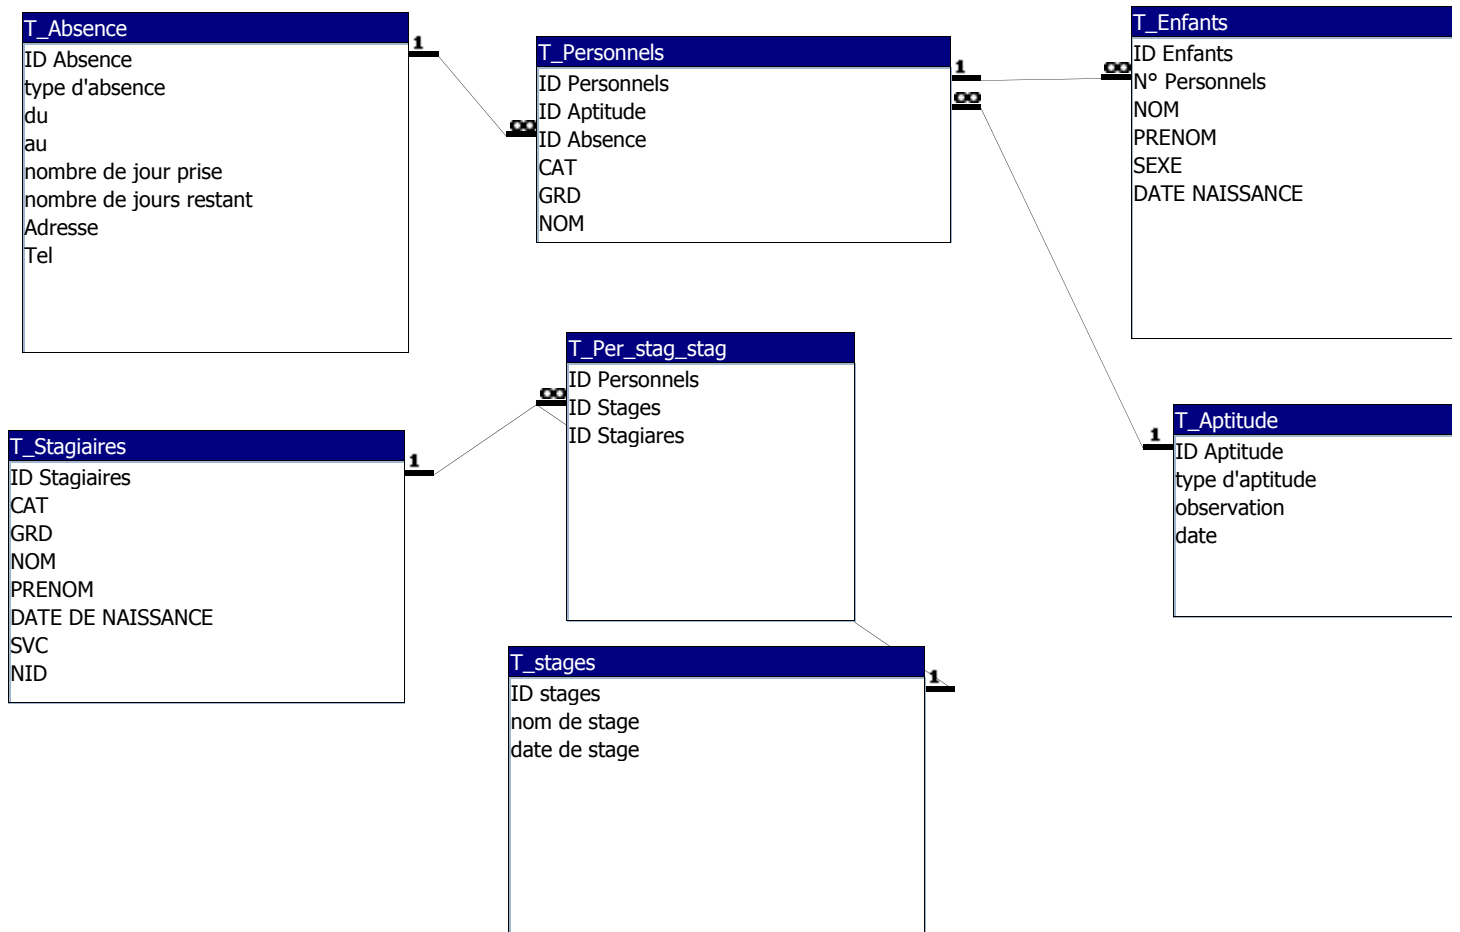 T_Absence
ID Absence
type d'absence
du
au
nombre de jour prise
nombre de jours restant
Adresse
Tel
1
∞
T_Personnels
ID Personnels
ID Aptitude
ID Absence
CAT
GRD
NOM
1
∞
∞
T_Enfants
ID Enfants
N° Personnels
NOM
PRENOM
SEXE
DATE NAISSANCE
T_Per_stag_stag
ID Personnels
ID Stages
ID Stagiares
∞
T_Stagiaires
ID Stagiaires
CAT
GRD
NOM
PRENOM
DATE DE NAISSANCE
SVC
NID
1
1
T_Aptitude
ID Aptitude
type d'aptitude
observation
date
T_stages
ID stages
nom de stage
date de stage
1